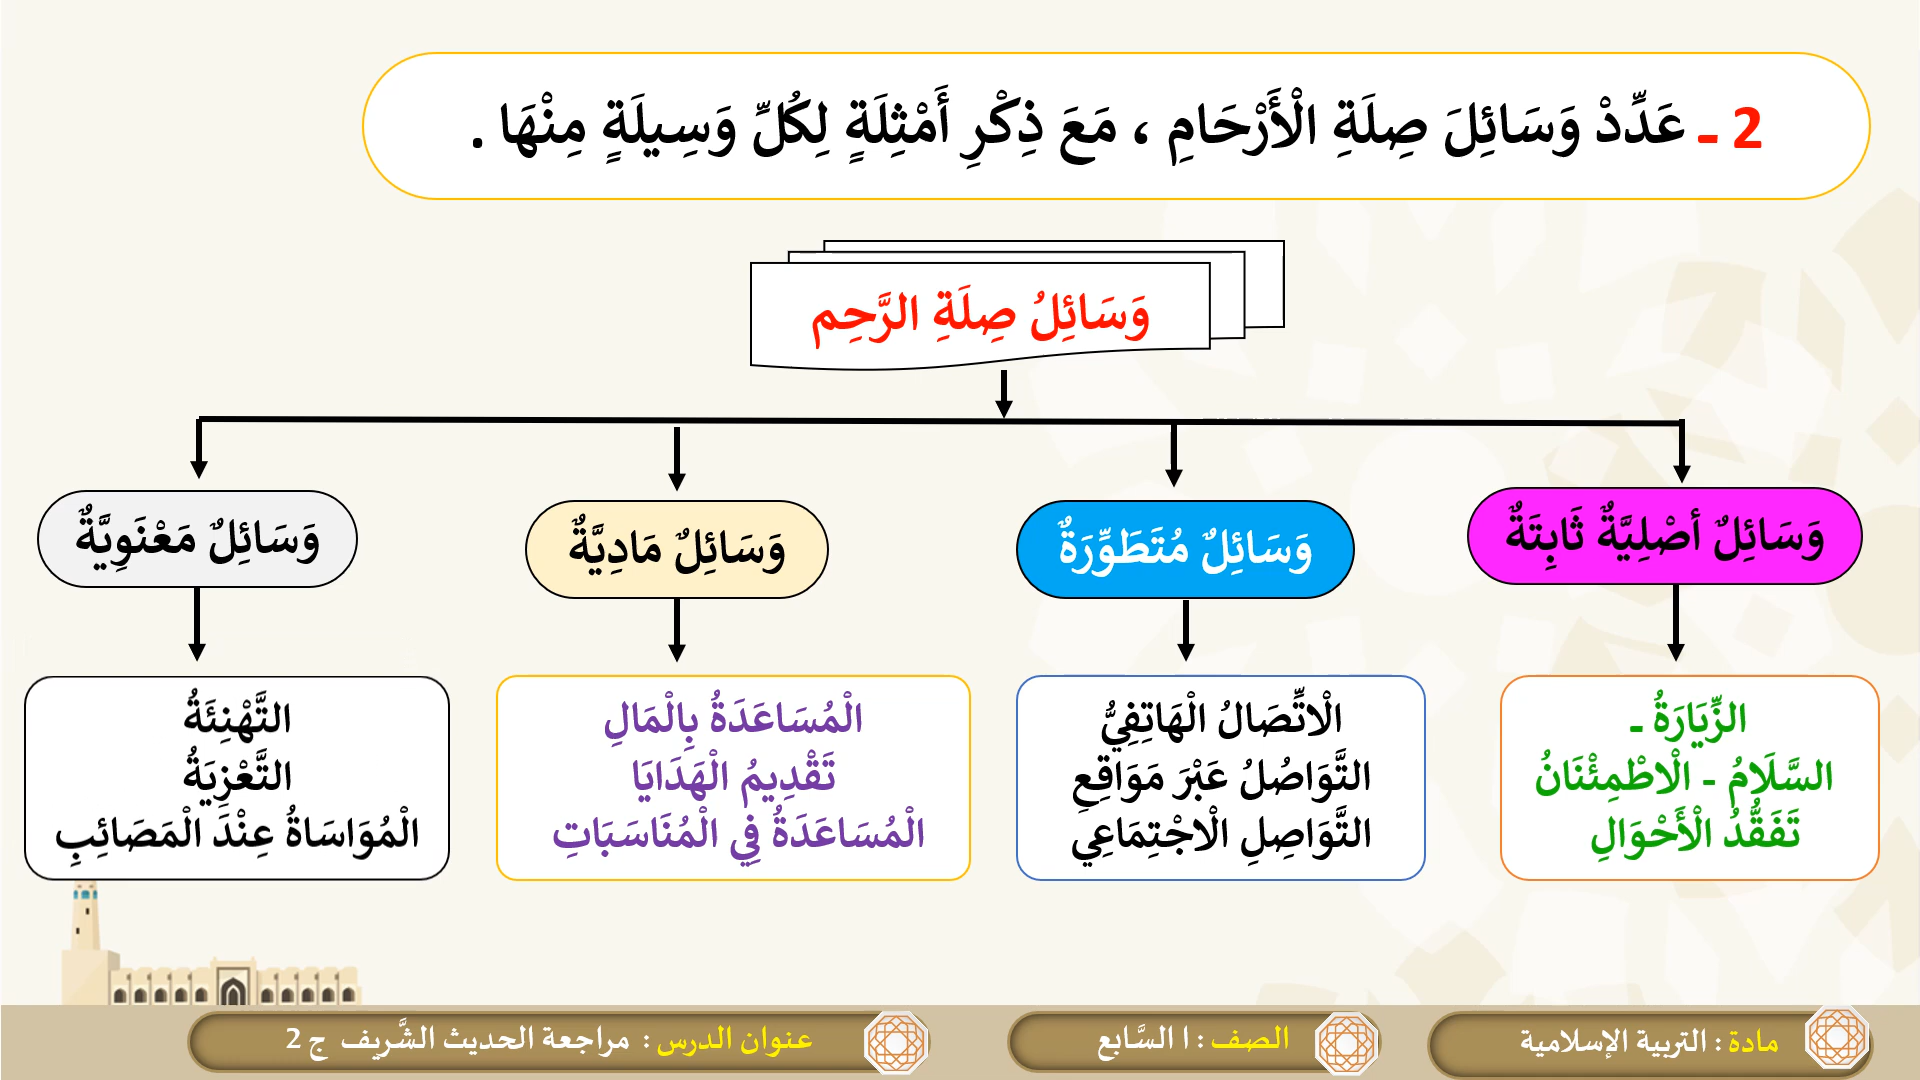 2 ـ عَدِّدْ وَسَائِلَ صِلَةِ الْأَرْحَامِ ، مَعَ ذِكْرِ أَمْثِلَةٍ لِكُلِّ وَسِيلَةٍ مِنْهَا .
وَسَائِلُ صِلَةِ الرَّحِم
وَسَائِلٌ أصْلِيَّةٌ ثَابِتَةٌ
وَسَائِلٌ مُتَطَوِّرَةٌ
وَسَائِلٌ مَادِيَّةٌ
وَسَائِلٌ مَعْنَوِيَّةٌ
الزِّيَارَةُ ـ
السَّلَامُ - الْاطْمِئْنَانُ
تَفَقُّدُ الْأَحْوَالِ
الْاتِّصَالُ الْهَاتِفِيُّ
التَّوَاصُلُ عَبْرَ مَوَاقِعِ
التَّوَاصِلِ الْاجْتِمَاعِي
الْمُسَاعَدَةُ بِالْمَالِ
تَقْدِيمُ الْهَدَايَا
الْمُسَاعَدَةُ فِي الْمُنَاسَبَاتِ
التَّهْنِئَةُ
التَّعْزِيَةُ
الْمُوَاسَاةُ عِنْدَ الْمَصَائِبِ
مادة : التربية الإسلامية
الصف : ا السَّابع
عنوان الدرس : مراجعة الحديث الشَّريف ج 2